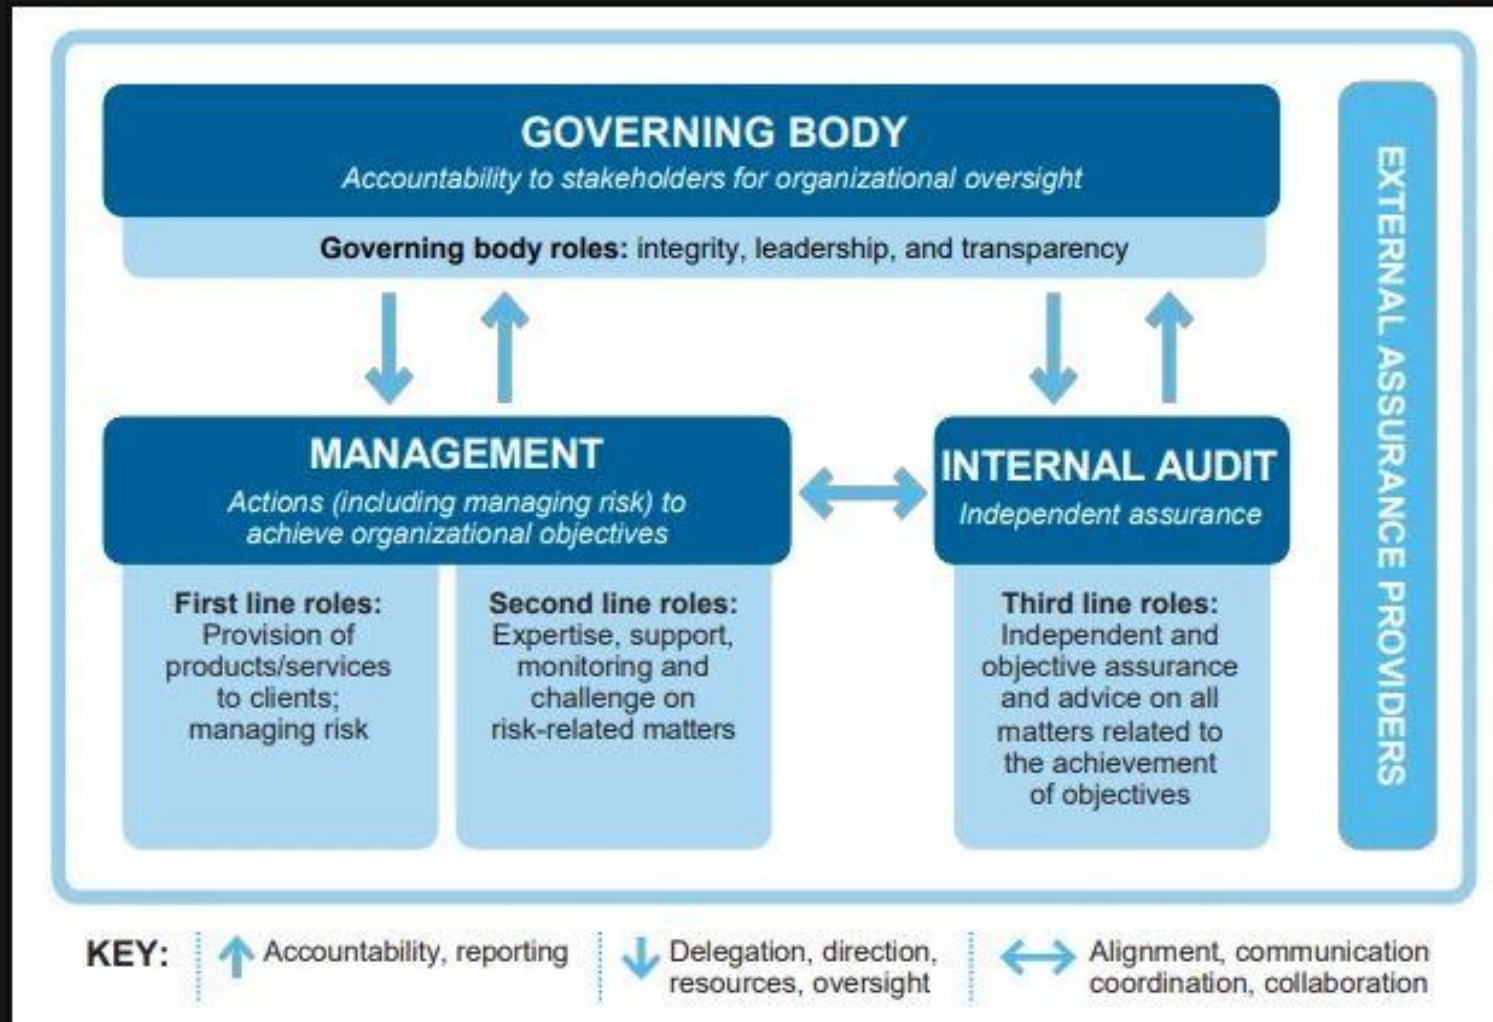 GOVERNING BODY
Accountability to stakeholders for organizational oversight
Governing body roles: integrity, leadership, and transparency
MANAGEMENT
Actions (including managing risk) to
achieve organizational objectives
First line roles:
Provision of
products/services
to clients;
managing risk
Second line roles:
Expertise, support,
monitoring and
challenge on
risk-related matters
INTERNAL AUDIT
Independent assurance
Third line roles:
Independent and
objective assurance
and advice on all
matters related to
the achievement
of objectives
EXTERNAL ASSURANCE PROVIDERS
KEY:
Accountability, reporting
Delegation, direction,
resources, oversight
Alignment, communication
coordination, collaboration